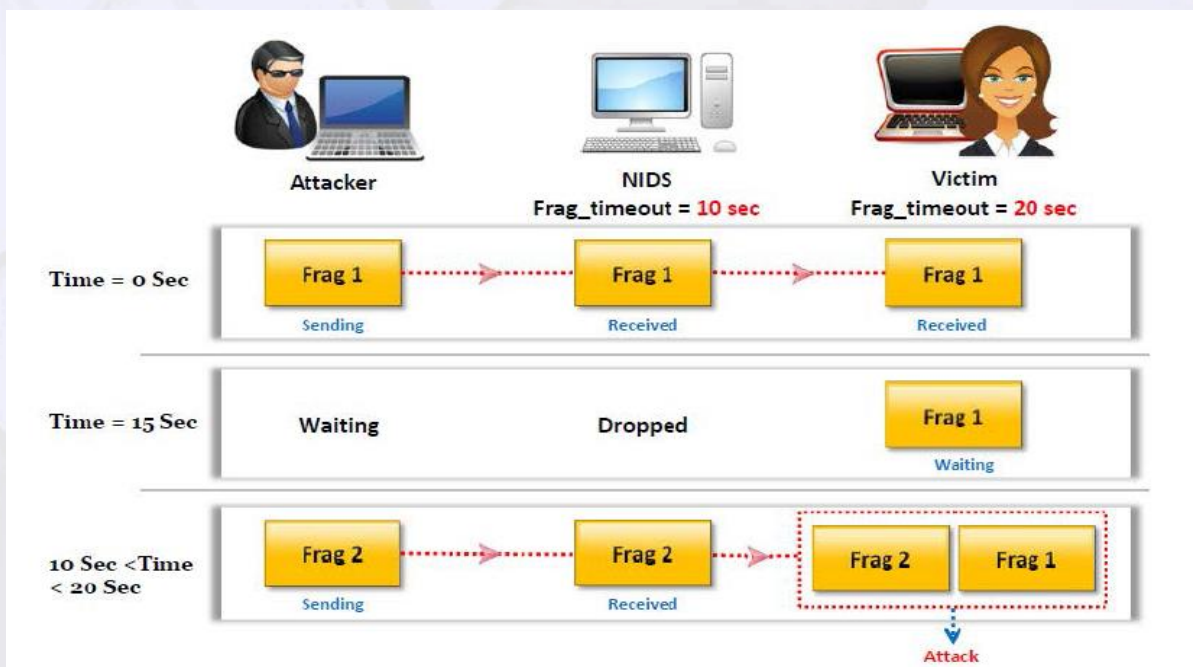 Attacker
NIDS
Frag_timeout = 10 sec
Victim
Frag_timeout = 20 sec
Time = 0 Sec
Frag 1
Sending
Frag 1
Received
Frag 1
Received
Time = 15 Sec
Waiting
Dropped
Frag 1
Waiting
10 Sec <Time
< 20 Sec
Frag 2
Sending
Frag 2
Received
Frag 2
Frag 1
Attack